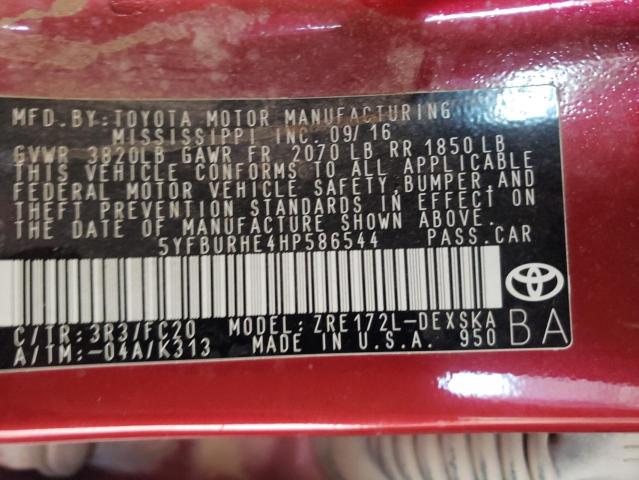 MFD. BY: TOYOTA MOTOR MANUFACTURING
MISSISSIPPI INC. 09/16
GVWR 3820LB GAWR FR 2070 LB RR 1850 LB
THIS VEHICLE CONFORMS TO ALL APPLICABLE
FEDERAL MOTOR VEHICLE SAFETY, BUMPER, AND
THEFT PREVENTION STANDARDS IN EFFECT ON
THE DATE OF MANUFACTURE SHOWN ABOVE.
5YFBURHE4HP586544 PASS. CAR
C/TR: 3R3/FC20 MODEL: ZRE172L-DEXSKA
A/TM: -04A/K313 MADE IN U.S.A. 950
BA